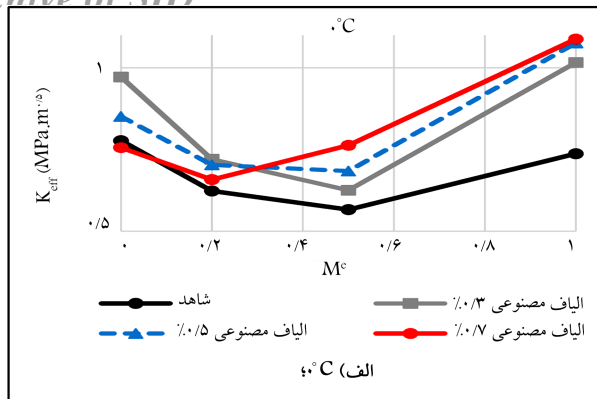 ۰°C
K_eff (MPa.m^۰/۵)
۱
۰/۵
۰ ۰/۲ ۰/۴ ۰/۶ ۰/۸ ۱
M^e
شاهد
الیاف مصنوعی ۰/۳٪
الیاف مصنوعی ۰/۵٪
الیاف مصنوعی ۰/۷٪
الف) ۰°C؛